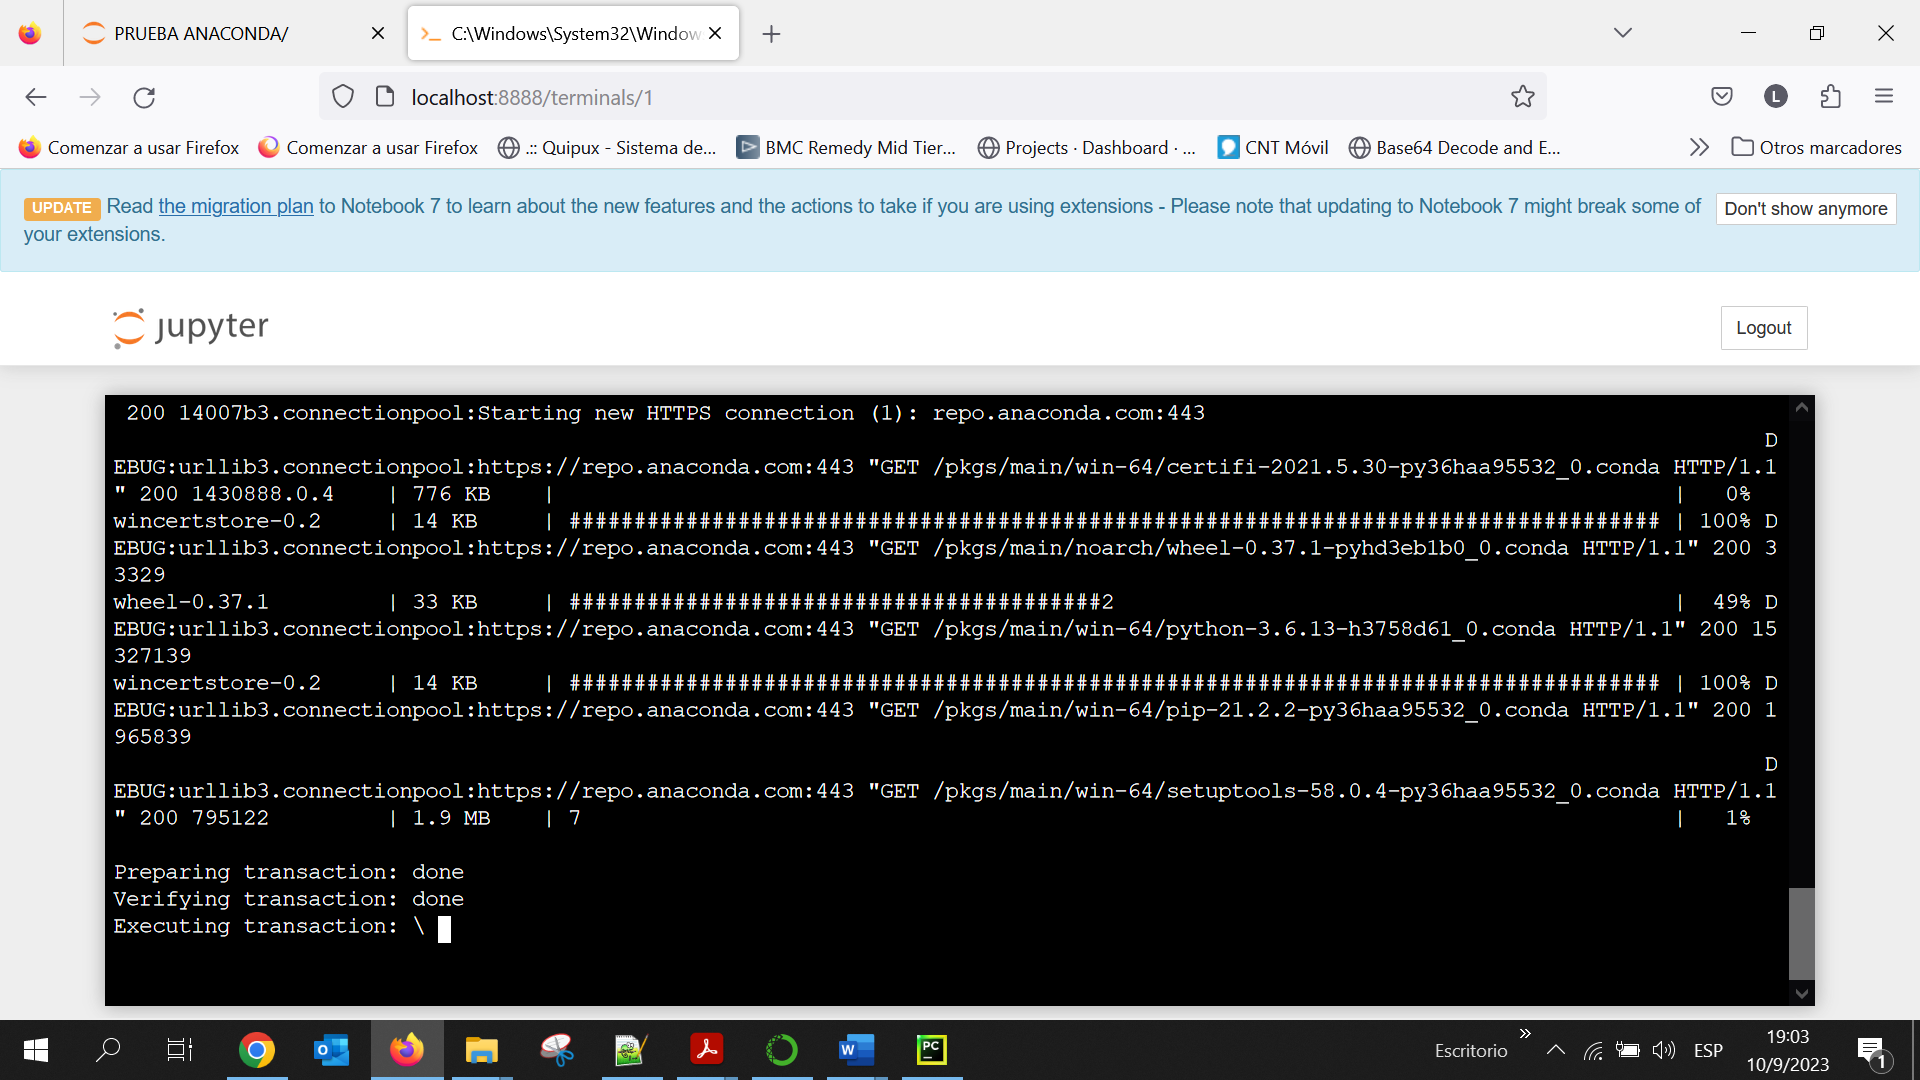 PRUEBA ANACONDA/
C:\Windows\System32\Window
localhost:8888/terminals/1
L
Comenzar a usar Firefox
Comenzar a usar Firefox
.:: Quipux - Sistema de...
BMC Remedy Mid Tier...
Projects · Dashboard · ...
CNT Móvil
Base64 Decode and E...
Otros marcadores
UPDATE Read the migration plan to Notebook 7 to learn about the new features and the actions to take if you are using extensions - Please note that updating to Notebook 7 might break some of
your extensions.
Don't show anymore
jupyter
Logout
200 14007b3.connectionpool:Starting new HTTPS connection (1): repo.anaconda.com:443
D
EBUG:urllib3.connectionpool:https://repo.anaconda.com:443 "GET /pkgs/main/win-64/certifi-2021.5.30-py36haa95532_0.conda HTTP/1.1
" 200 1430888.0.4    | 776 KB    |                                                                                      |   0%
wincertstore-0.2     | 14 KB     | #################################################################################### | 100% D
EBUG:urllib3.connectionpool:https://repo.anaconda.com:443 "GET /pkgs/main/noarch/wheel-0.37.1-pyhd3eb1b0_0.conda HTTP/1.1" 200 3
3329
wheel-0.37.1         | 33 KB     | #########################################2                                           |  49% D
EBUG:urllib3.connectionpool:https://repo.anaconda.com:443 "GET /pkgs/main/win-64/python-3.6.13-h3758d61_0.conda HTTP/1.1" 200 15
327139
wincertstore-0.2     | 14 KB     | #################################################################################### | 100% D
EBUG:urllib3.connectionpool:https://repo.anaconda.com:443 "GET /pkgs/main/win-64/pip-21.2.2-py36haa95532_0.conda HTTP/1.1" 200 1
965839
D
EBUG:urllib3.connectionpool:https://repo.anaconda.com:443 "GET /pkgs/main/win-64/setuptools-58.0.4-py36haa95532_0.conda HTTP/1.1
" 200 795122         | 1.9 MB    | 7                                                                                    |   1%
Preparing transaction: done
Verifying transaction: done
Executing transaction: \
Escritorio
ESP
19:03
10/9/2023
1